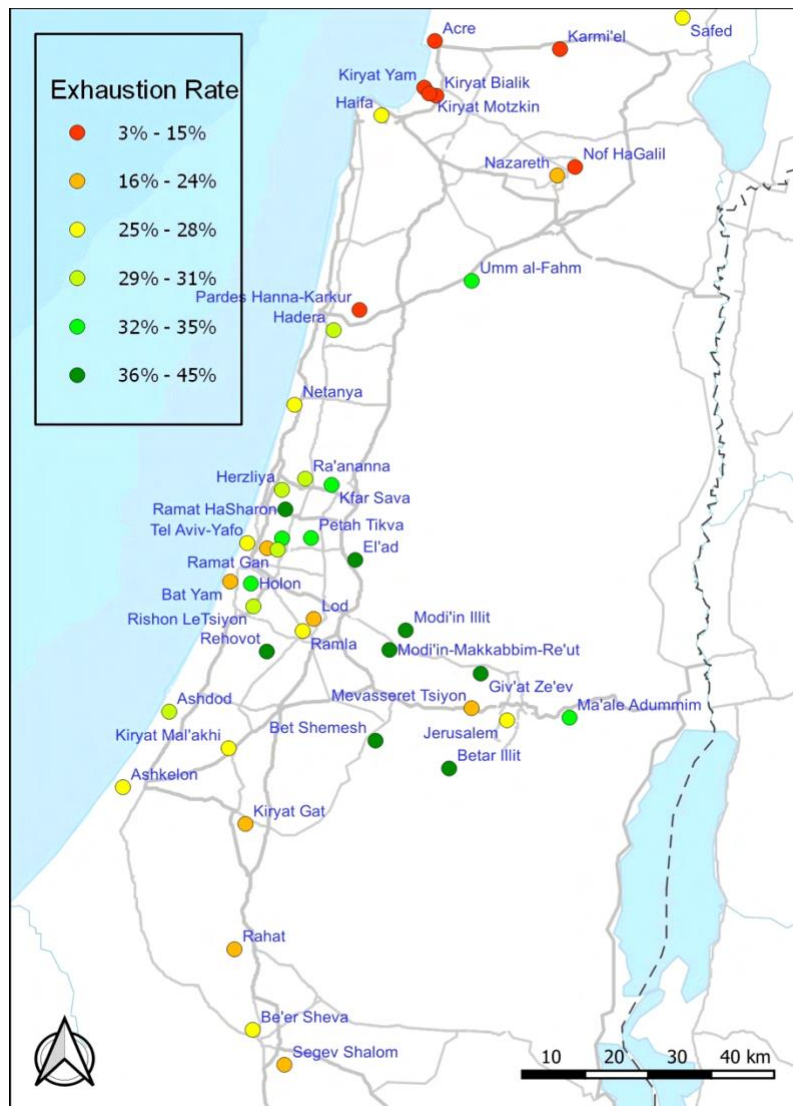 Exhaustion Rate
3% - 15%
16% - 24%
25% - 28%
29% - 31%
32% - 35%
36% - 45%
Acre
Karmi'el
Safed
Kiryat Yam
Kiryat Bialik
Kiryat Motzkin
Haifa
Nazareth
Nof HaGalil
Umm al-Fahm
Pardes Hanna-Karkur
Hadera
Netanya
Ra'ananna
Herzliya
Kfar Sava
Ramat HaSharon
Tel Aviv-Yafo
Petah Tikva
El'ad
Ramat Gan
Holon
Bat Yam
Lod
Rishon LeTsiyon
Modi'in Illit
Rehovot
Ramla
Modi'in-Makkabbim-Re'ut
Giv'at Ze'ev
Mevasseret Tsiyon
Ashdod
Ma'ale Adummim
Bet Shemesh
Jerusalem
Kiryat Mal'akhi
Betar Illit
Ashkelon
Kiryat Gat
Rahat
Be'er Sheva
Segev Shalom
10 20 30 40 km